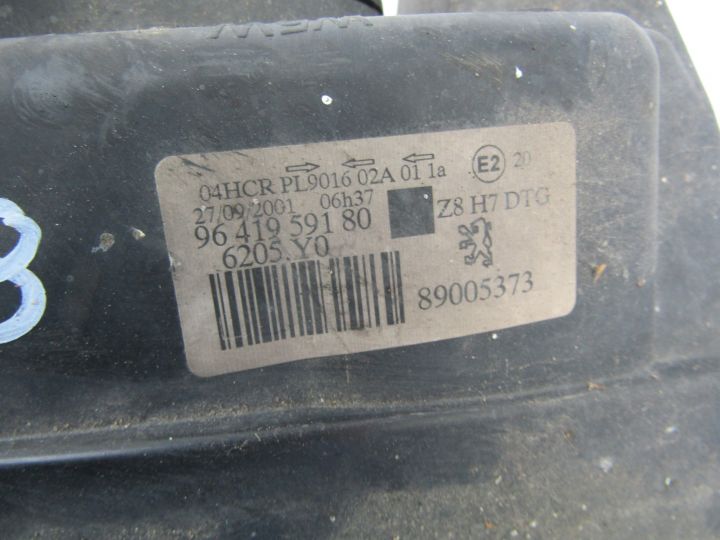 04HCR PL9016 02A 01 1a
E2 20
27/09/2001 06h37
Z8 H7 DTG
96 419 591 80
6205 Y0
89005373
8